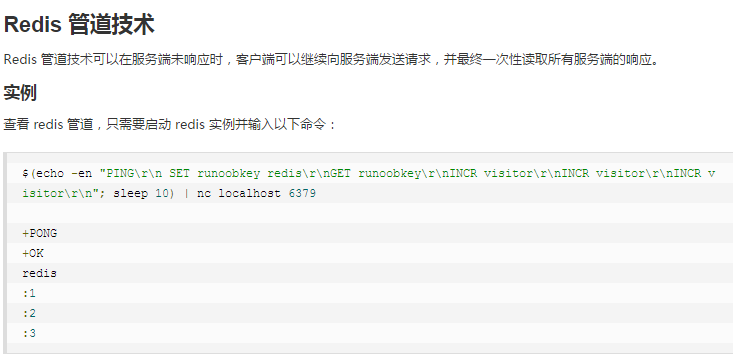 Redis 管道技术
Redis 管道技术可以在服务端未响应时，客户端可以继续向服务端发送请求，并最终一次性读取所有服务端的响应。
实例
查看 redis 管道，只需要启动 redis 实例并输入以下命令：
$(echo -en "PING\r\n SET runoobkey redis\r\nGET runoobkey\r\nINCR visitor\r\nINCR visitor\r\nINCR v
isitor\r\n"; sleep 10) | nc localhost 6379
+PONG
+OK
redis
:1
:2
:3